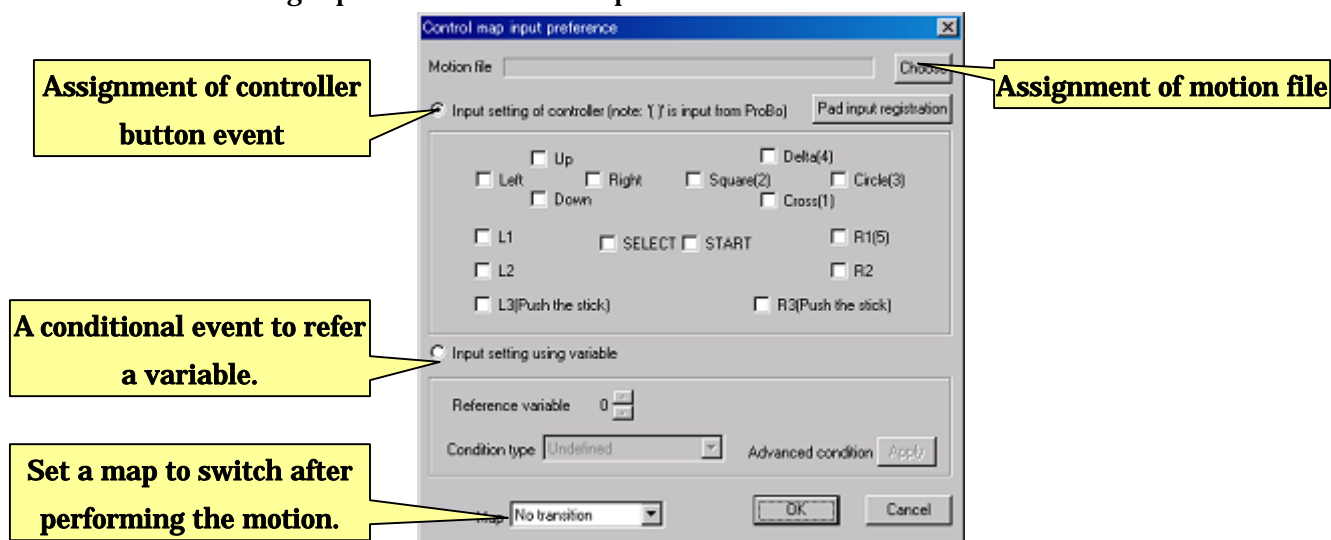 Control map input preference
Motion file
Choose
Assignment of controller
button event
Assignment of motion file
Input setting of controller (note: '( )' is input from ProBo)
Pad input registration
Up
Delta(4)
Left
Right
Square(2)
Circle(3)
Down
Cross(1)
L1
SELECT
START
R1(5)
L2
R2
L3(Push the stick)
R3(Push the stick)
A conditional event to refer
a variable.
Input setting using variable
Reference variable 0
Condition type Undefined
Advanced condition Apply
Set a map to switch after
performing the motion.
Map No transition
OK
Cancel